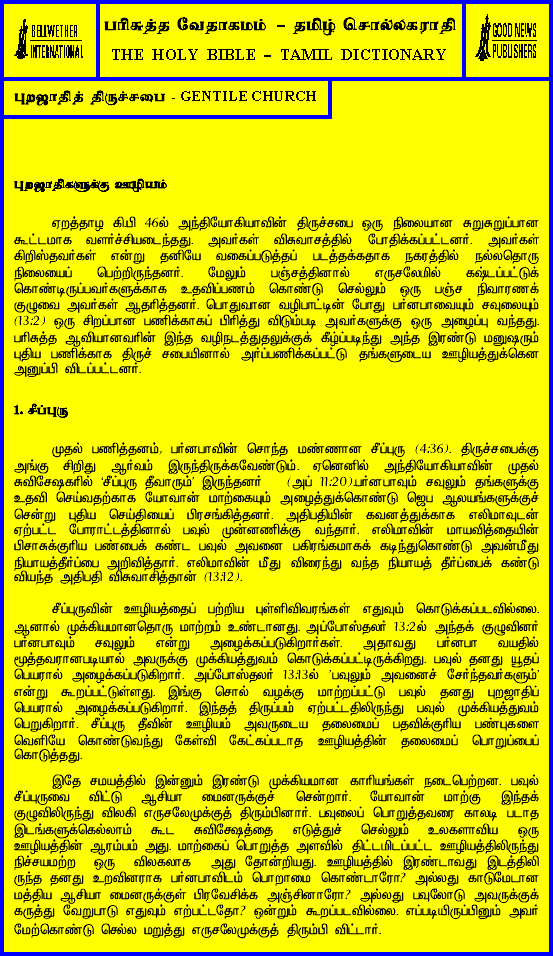 BELLWETHER
INTERNATIONAL
பரிசுத்த வேதாகமம் – தமிழ் சொல்லகராதி
THE HOLY BIBLE – TAMIL DICTIONARY
GOOD NEWS
PUBLISHERS
புறஜாதித் திருச்சபை - GENTILE CHURCH
புறஜாதிகளுக்கு ஊழியம்
ஏறத்தாழ கி.பி 46ல் அந்தியோகியாவின் திருச்சபை ஒரு நிலையான சுறுசுறுப்பான
கூட்டமாக வளர்ச்சியடைந்தது. அவர்கள் விசுவாசத்தில் போதிக்கப்பட்டனர். அவர்கள்
கிறிஸ்தவர்கள் என்று தனியே வகைப்படுத்தப் படத்தக்கதாக நகரத்தில் நல்லதொரு
நிலையைப் பெற்றிருந்தனர். மேலும் பஞ்சத்தினால் எருசலேமில் கஷ்டப்பட்டுக்
கொண்டிருப்பவர்களுக்காக உதவிப்பணம் கொண்டு செல்லும் ஒரு பஞ்ச நிவாரணக்
குழுவை அவர்கள் ஆதரித்தனர். பொதுவான வழிபாட்டின் போது பர்னபாவையும் சவுலையும்
(13:2) ஒரு சிறப்பான பணிக்காகப் பிரித்து விடும்படி அவர்களுக்கு ஒரு அழைப்பு வந்தது.
பரிசுத்த ஆவியானவரின் இந்த வழிநடத்துதலுக்குக் கீழ்ப்படிந்து அந்த இரண்டு மனுஷரும்
புதிய பணிக்காக திருச் சபையினால் அர்ப்பணிக்கப்பட்டு தங்களுடைய ஊழியத்துக்கென
அனுப்பி விடப்பட்டனர்.
1. சீப்புரு
முதல் பணித்தளம், பர்னபாவின் சொந்த மண்ணான சீப்புரு (4:36). திருச்சபைக்கு
அங்கு சிறிது ஆர்வம் இருந்திருக்கவேண்டும். ஏனெனில் அந்தியோகியாவின் முதல்
சுவிசேஷகரில் 'சீப்புரு தீவாரும்' இருந்தனர் (அப் 11:20).பர்னபாவும் சவுலும் தங்களுக்கு
உதவி செய்வதற்காக யோவான் மாற்கையும் அழைத்துக்கொண்டு ஜெப ஆலயங்களுக்குச்
சென்று புதிய செய்தியைப் பிரசங்கித்தனர். அதிபதியின் கவனத்துக்காக எலிமாவுடன்
ஏற்பட்ட போராட்டத்தினால் பவுல் முன்னணிக்கு வந்தார். எலிமாவின் மாயவித்தையின்
பிசாசுக்குரிய பண்பைக் கண்ட பவுல் அவனை பகிரங்கமாகக் கடிந்துகொண்டு அவன்மீது
நியாயத்தீர்ப்பை அறிவித்தார். எலிமாவின் மீது விரைந்து வந்த நியாயத் தீர்ப்பைக் கண்டு
வியந்த அதிபதி விசுவாசித்தான் (13:12).
சீப்புருவின் ஊழியத்தைப் பற்றிய புள்ளிவிவரங்கள் எதுவும் கொடுக்கப்படவில்லை.
ஆனால் முக்கியமானதொரு மாற்றம் உண்டானது. அப்போஸ்தலர் 13:2ல் அந்தக் குழுவினர்
பர்னபாவும் சவுலும் என்று அழைக்கப்படுகிறார்கள். அதாவது பர்னபா வயதில்
மூத்தவரானபடியால் அவருக்கு முக்கியத்துவம் கொடுக்கப்பட்டிருக்கிறது. பவுல் தனது யூதப்
பெயரால் அழைக்கப்படுகிறார். அப்போஸ்தலர் 13:13ல் 'பவுலும் அவனைச் சேர்ந்தவர்களும்'
என்று கூறப்பட்டுள்ளது. இங்கு சொல் வழக்கு மாற்றப்பட்டு பவுல் தனது புறஜாதிப்
பெயரால் அழைக்கப்படுகிறார். இந்தத் திருப்பம் ஏற்பட்டதிலிருந்து பவுல் முக்கியத்துவம்
பெறுகிறார். சீப்புரு தீவின் ஊழியம் அவருடைய தலைமைப் பதவிக்குரிய பண்புகளை
வெளியே கொண்டுவந்து கேள்வி கேட்கப்படாத ஊழியத்தின் தலைமைப் பொறுப்பைப்
கொடுத்தது.
இதே சமயத்தில் இன்னும் இரண்டு முக்கியமான காரியங்கள் நடைபெற்றன. பவுல்
சீப்புருவை விட்டு ஆசியா மைனருக்குச் சென்றார். யோவான் மாற்கு இந்தக்
குழுவிலிருந்து விலகி எருசலேமுக்குத் திரும்பினார். பவுலைப் பொறுத்தவரை காலடி படாத
இடங்களுக்கெல்லாம் கூட சுவிசேஷத்தை எடுத்துச் செல்லும் உலகளாவிய ஒரு
ஊழியத்தின் ஆரம்பம் அது. மாற்கைப் பொறுத்த அளவில் திட்டமிடப்பட்ட ஊழியத்திலிருந்து
நிச்சயமற்ற ஒரு விலகலாக அது தோன்றியது. ஊழியத்தில் இரண்டாவது இடத்திலி
ருந்த தனது உறவினராக பர்னபாவிடம் பொறாமை கொண்டாரோ? அல்லது காடுமேடான
மத்திய ஆசியா மைனருக்குள் பிரவேசிக்க அஞ்சினாரோ? அல்லது பவுலோடு அவருக்குக்
கருத்து வேறுபாடு எதுவும் எற்பட்டதோ? ஒன்றும் கூறப்படவில்லை. எப்படியிருப்பினும் அவர்
மேற்கொண்டு செல்ல மறுத்து எருசலேமுக்குத் திரும்பி விட்டார்.